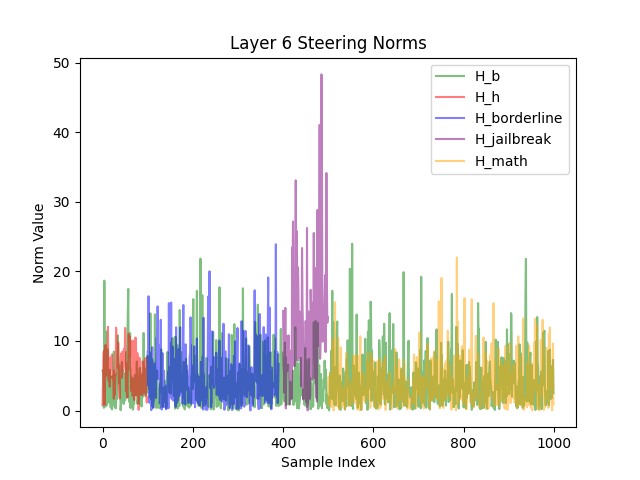 Layer 6 Steering Norms
50
40
30
20
10
0
Norm Value
H_b
H_h
H_borderline
H_jailbreak
H_math
0 200 400 600 800 1000
Sample Index